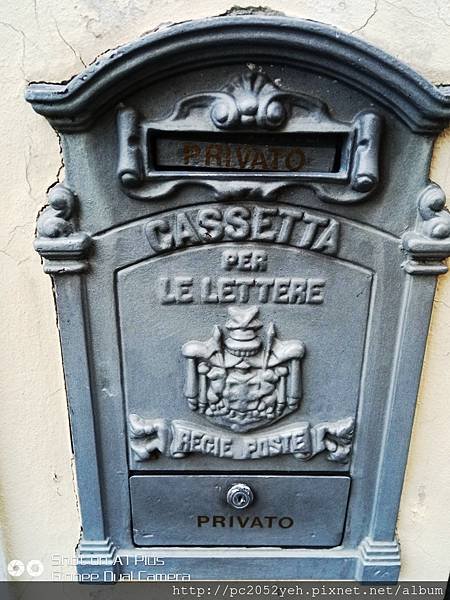 PRIVATO
CASSETTA
PER
LE LETTERE
REGIE POSTE
PRIVATO
Shot on A1 Plus
Gionee Dual Camera
http://pc2052yeh.pixnet.net/album